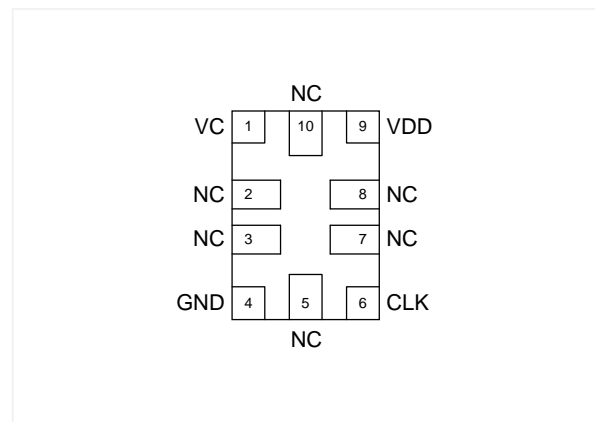 NC
VC 1 10 9 VDD
NC 2 8 NC
NC 3 7 NC
GND 4 5 6 CLK
NC